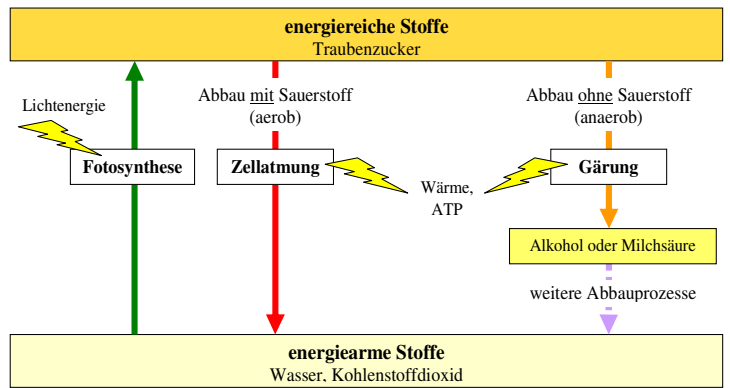 energiereiche Stoffe
Traubenzucker
Lichtenergie
Abbau mit Sauerstoff
(aerob)
Abbau ohne Sauerstoff
(anaerob)
Fotosynthese
Zellatmung
Wärme,
ATP
Gärung
Alkohol oder Milchsäure
weitere Abbauprozesse
energiearme Stoffe
Wasser, Kohlenstoffdioxid